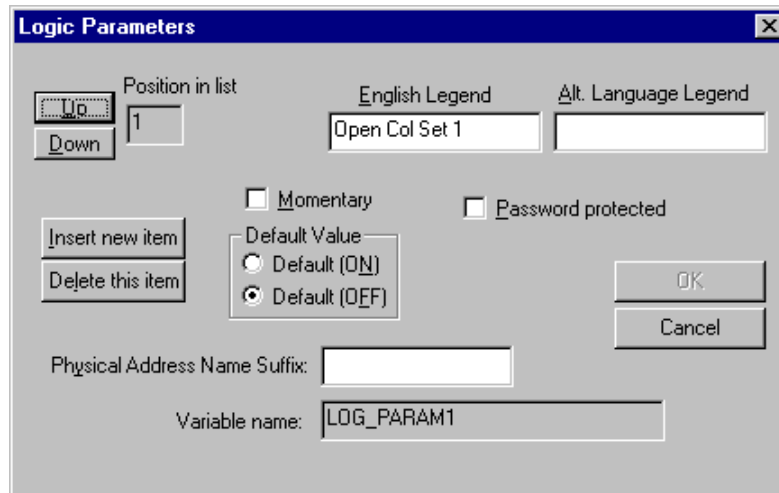 Logic Parameters
Up
Position in list
1
Down
English Legend
Alt. Language Legend
Open Col Set 1
Momentary
Password protected
Insert new item
Delete this item
Default Value
Default (ON)
Default (OFF)
OK
Cancel
Physical Address Name Suffix:
Variable name:
LOG_PARAM1